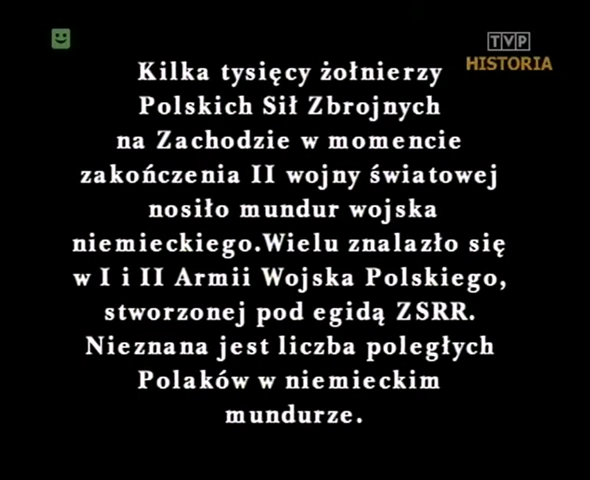 TVP
HISTORIA
Kilka tysięcy żołnierzy
Polskich Sił Zbrojnych
na Zachodzie w momencie
zakończenia II wojny światowej
nosiło mundur wojska
niemieckiego.Wielu znalazło się
w I i II Armii Wojska Polskiego,
stworzonej pod egidą ZSRR.
Nieznana jest liczba poległych
Polaków w niemieckim
mundurze.